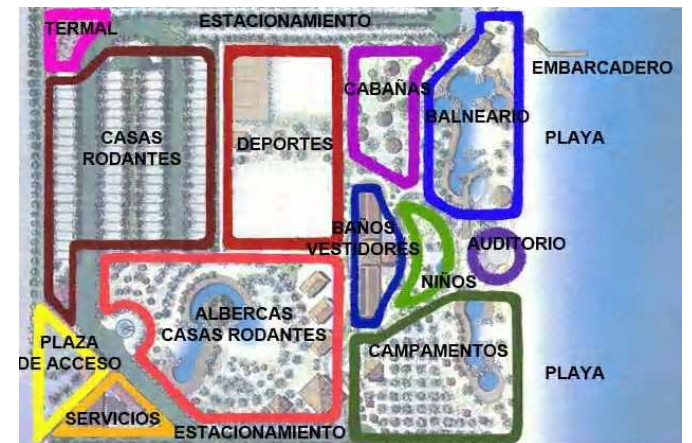 ESTACIONAMIENTO
TERMAL
EMBARCADERO
CABAÑAS
BALNEARIO
CASAS
RODANTES
DEPORTES
PLAYA
BAÑOS
VESTIDORES
AUDITORIO
NIÑOS
ALBERCAS
CASAS RODANTES
PLAZA
DE ACCESO
CAMPAMENTOS
PLAYA
SERVICIOS
ESTACIONAMIENTO